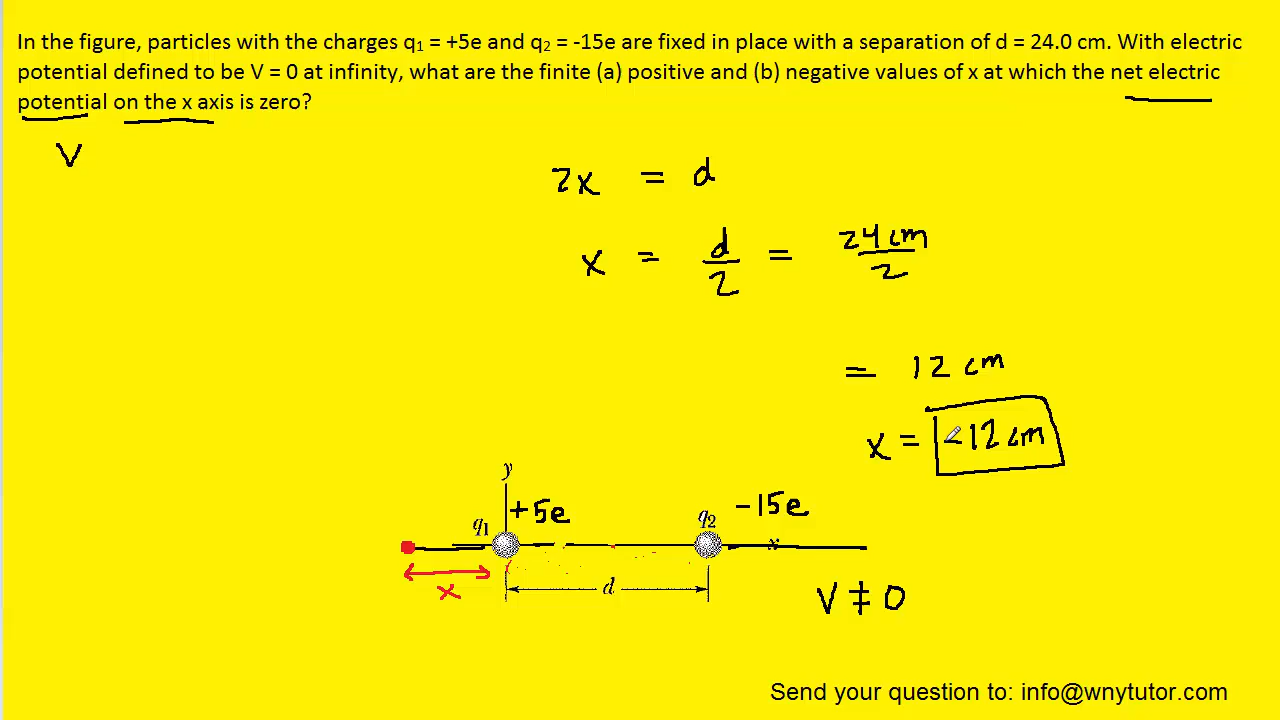 In the figure, particles with the charges q₁ = +5e and q₂ = -15e are fixed in place with a separation of d = 24.0 cm. With electric
potential defined to be V = 0 at infinity, what are the finite (a) positive and (b) negative values of x at which the net electric
potential on the x axis is zero?
V
2x = d
x = d/2 = 24cm/2
= 12 cm
x = -12 cm
y
q₁ +5e
q₂ -15e
x
x
d
V ≠ 0
Send your question to: info@wnytutor.com